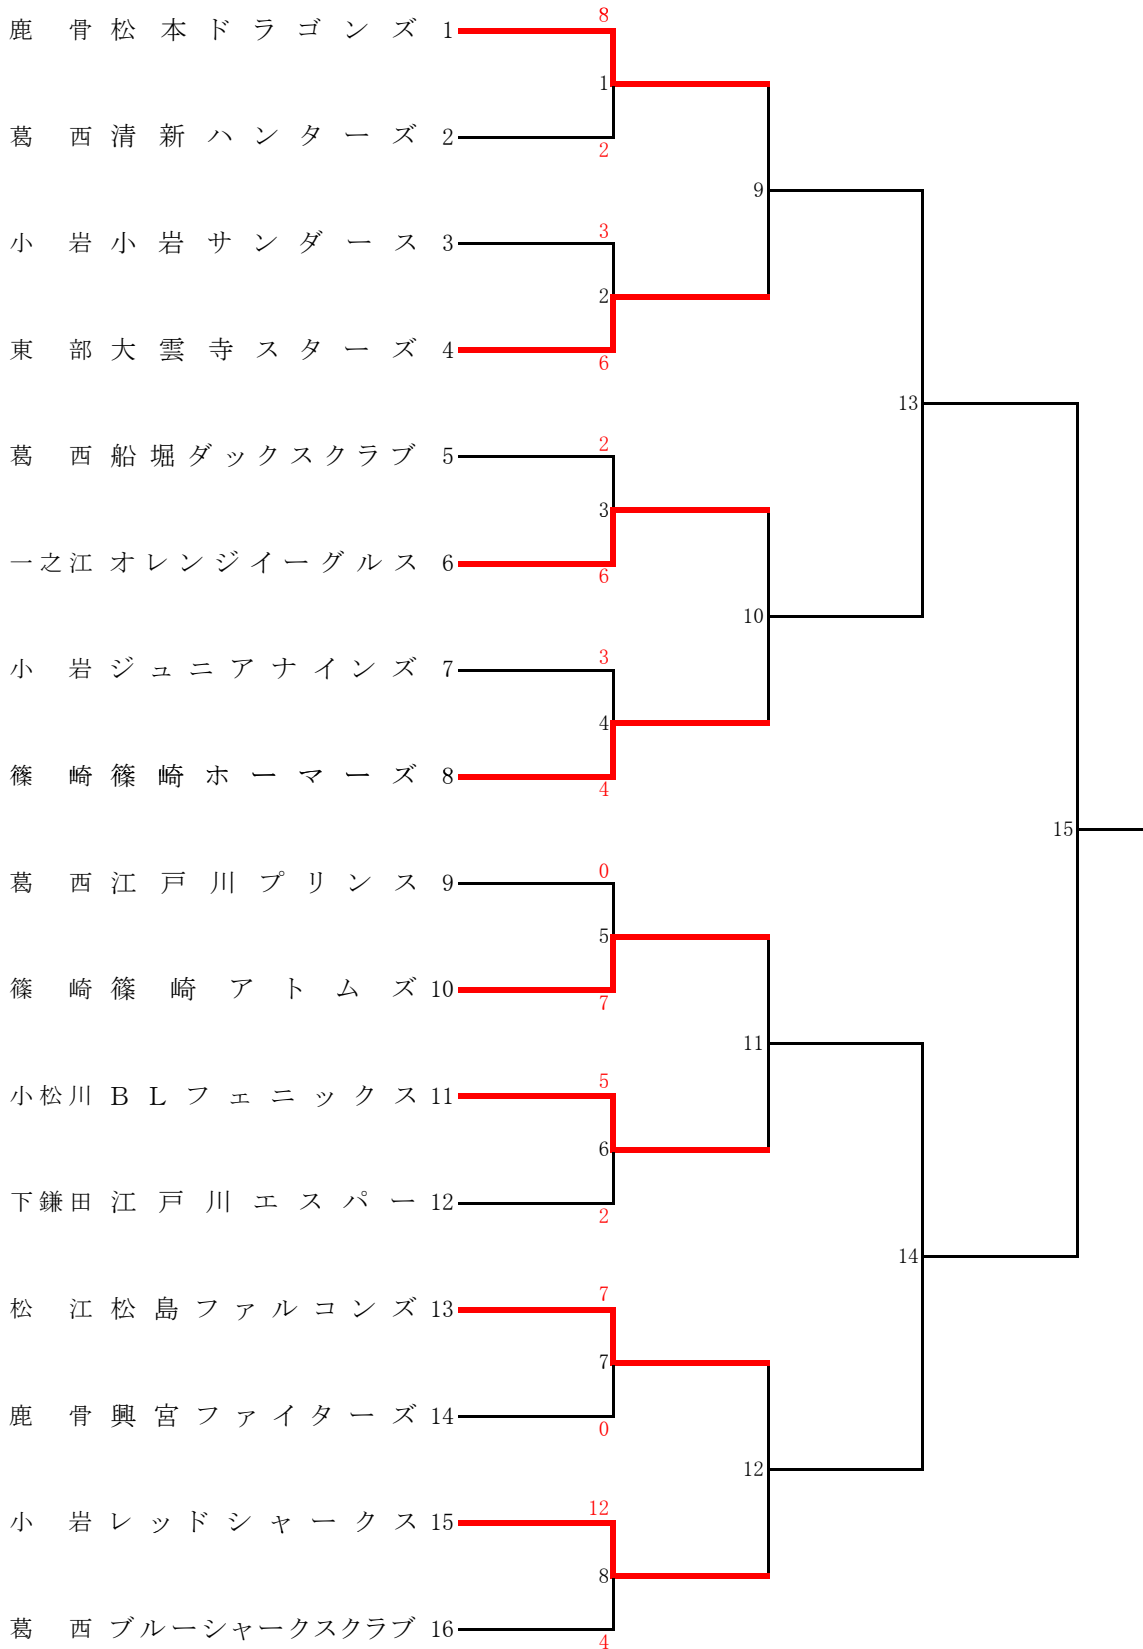 8
鹿骨 松本ドラゴンズ 1
1
葛西 清新ハンターズ 2
2
9
3
小岩 小岩サンダース 3
2
東部 大雲寺スターズ 4
6
13
2
葛西 船堀ダックスクラブ 5
3
一之江 オレンジイーグルス 6
6
10
3
小岩 ジュニアナインズ 7
4
篠崎 篠崎ホーマーズ 8
4
15
0
葛西 江戸川プリンス 9
5
篠崎 篠崎アトムズ 10
7
11
5
小松川 BLフェニックス 11
6
下鎌田 江戸川エスパー 12
2
14
7
松江 松島ファルコンズ 13
7
鹿骨 興宮ファイターズ 14
0
12
12
小岩 レッドシャークス 15
8
葛西 ブルーシャークスクラブ 16
4